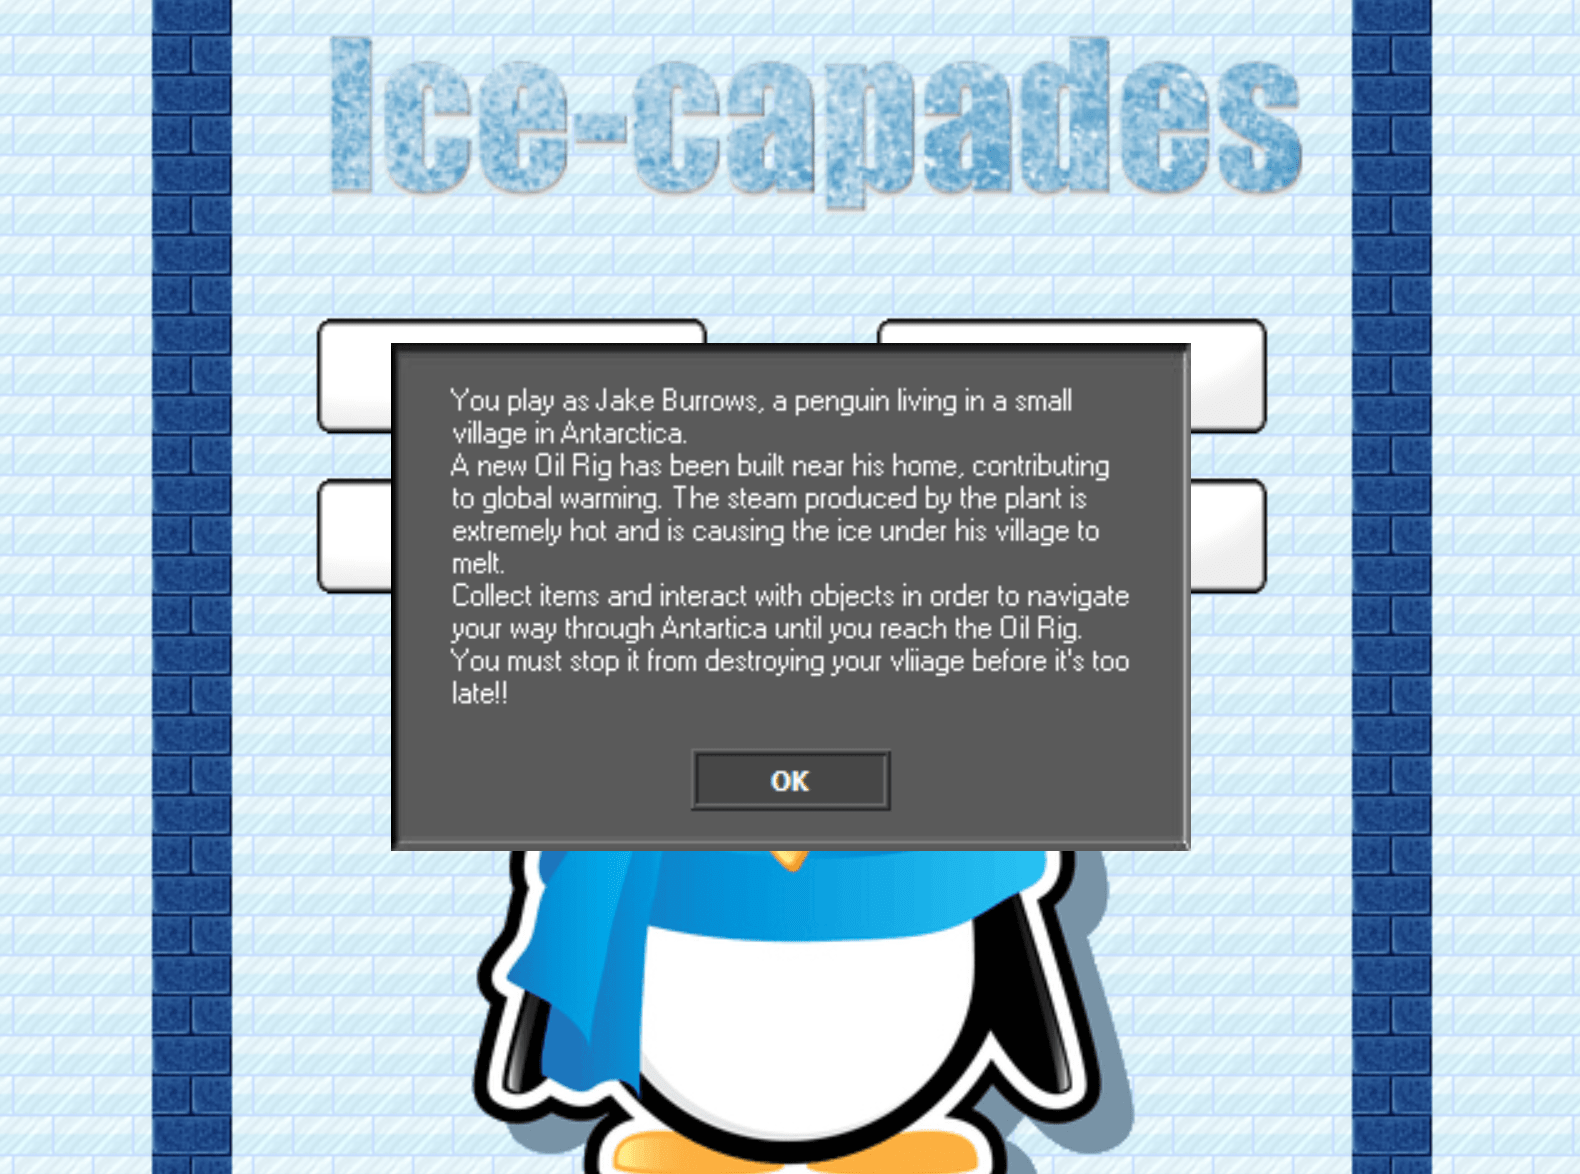 Ice-capades
You play as Jake Burrows, a penguin living in a small
village in Antarctica.
A new Oil Rig has been built near his home, contributing
to global warming. The steam produced by the plant is
extremely hot and is causing the ice under his village to
melt.
Collect items and interact with objects in order to navigate
your way through Antartica until you reach the Oil Rig.
You must stop it from destroying your vliiage before it's too
late!!
OK